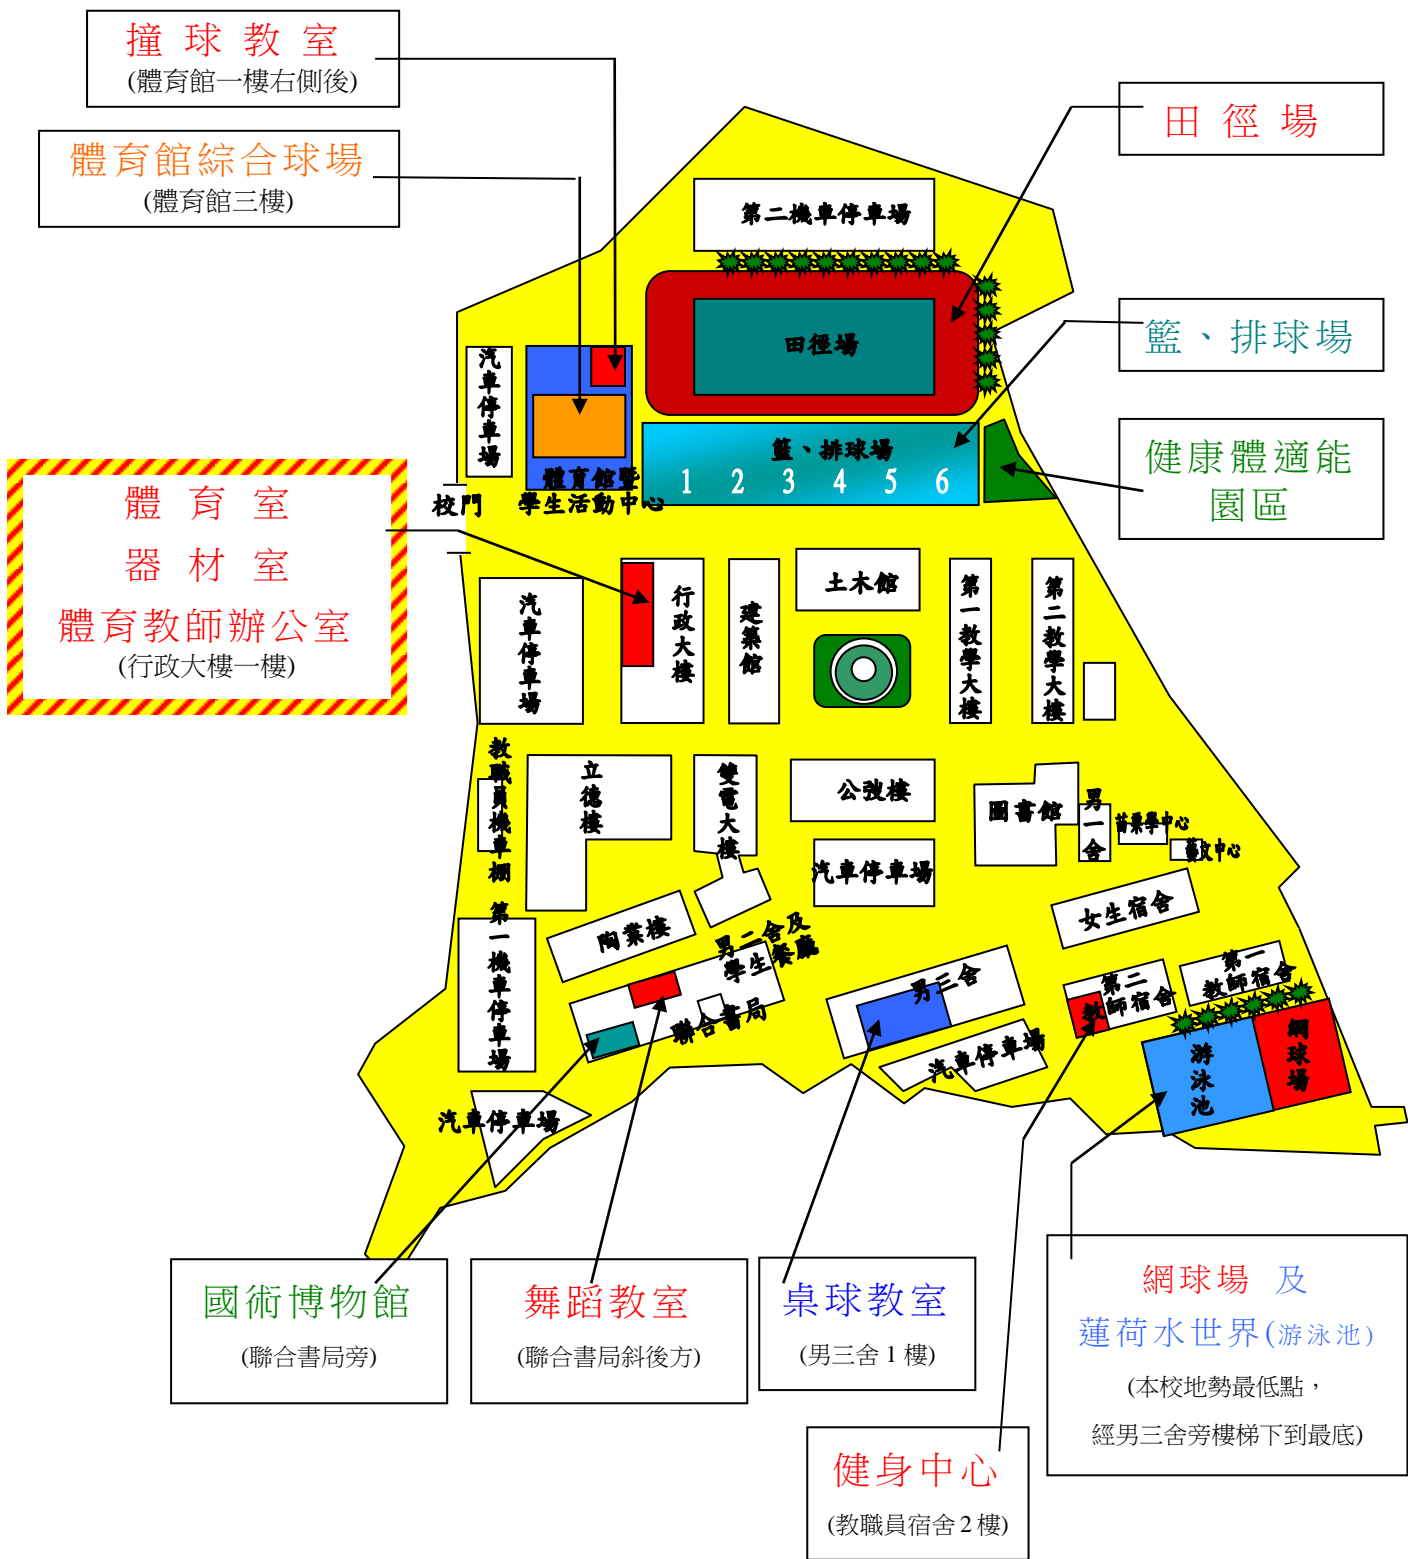 撞球教室
(體育館一樓右側後)
田徑場
體育館綜合球場
(體育館三樓)
第二機車停車場
田徑場
籃、排球場
汽車停車場
籃、排球場
1 2 3 4 5 6
健康體適能
園區
體育館暨
學生活動中心
校門
體育室
器材室
體育教師辦公室
(行政大樓一樓)
汽車停車場
行政大樓
建築館
土木館
第一教學大樓
第二教學大樓
教職員機車棚
立德樓
雙電大樓
公弢樓
圖書館
男一舍
苗栗學中心
藝文中心
汽車停車場
第一機車停車場
陶業樓
男二舍及
學生餐廳
聯合書局
男三舍
女生宿舍
第二
教師宿舍
第一
教師宿舍
汽車停車場
游泳池
網球場
汽車停車場
國術博物館
(聯合書局旁)
舞蹈教室
(聯合書局斜後方)
桌球教室
(男三舍 1 樓)
網球場 及
蓮荷水世界(游泳池)
(本校地勢最低點，
經男三舍旁樓梯下到最底)
健身中心
(教職員宿舍 2 樓)